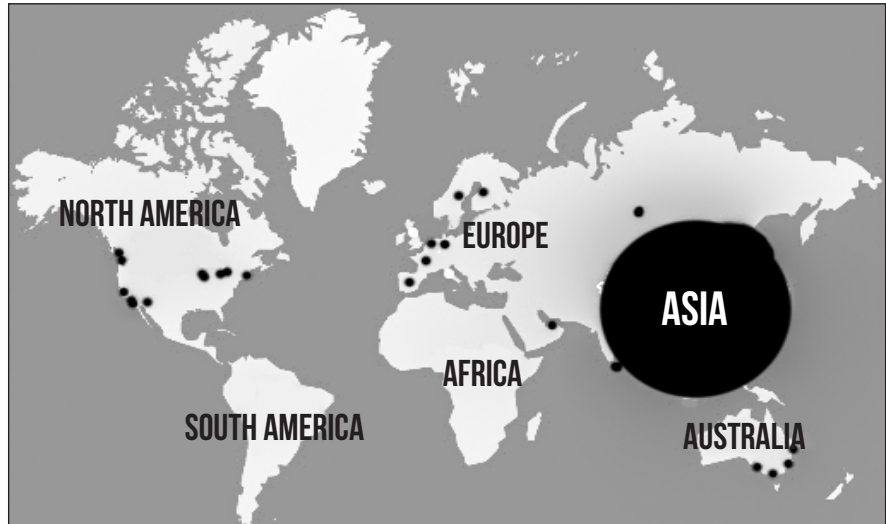 NORTH AMERICA
EUROPE
ASIA
AFRICA
SOUTH AMERICA
AUSTRALIA